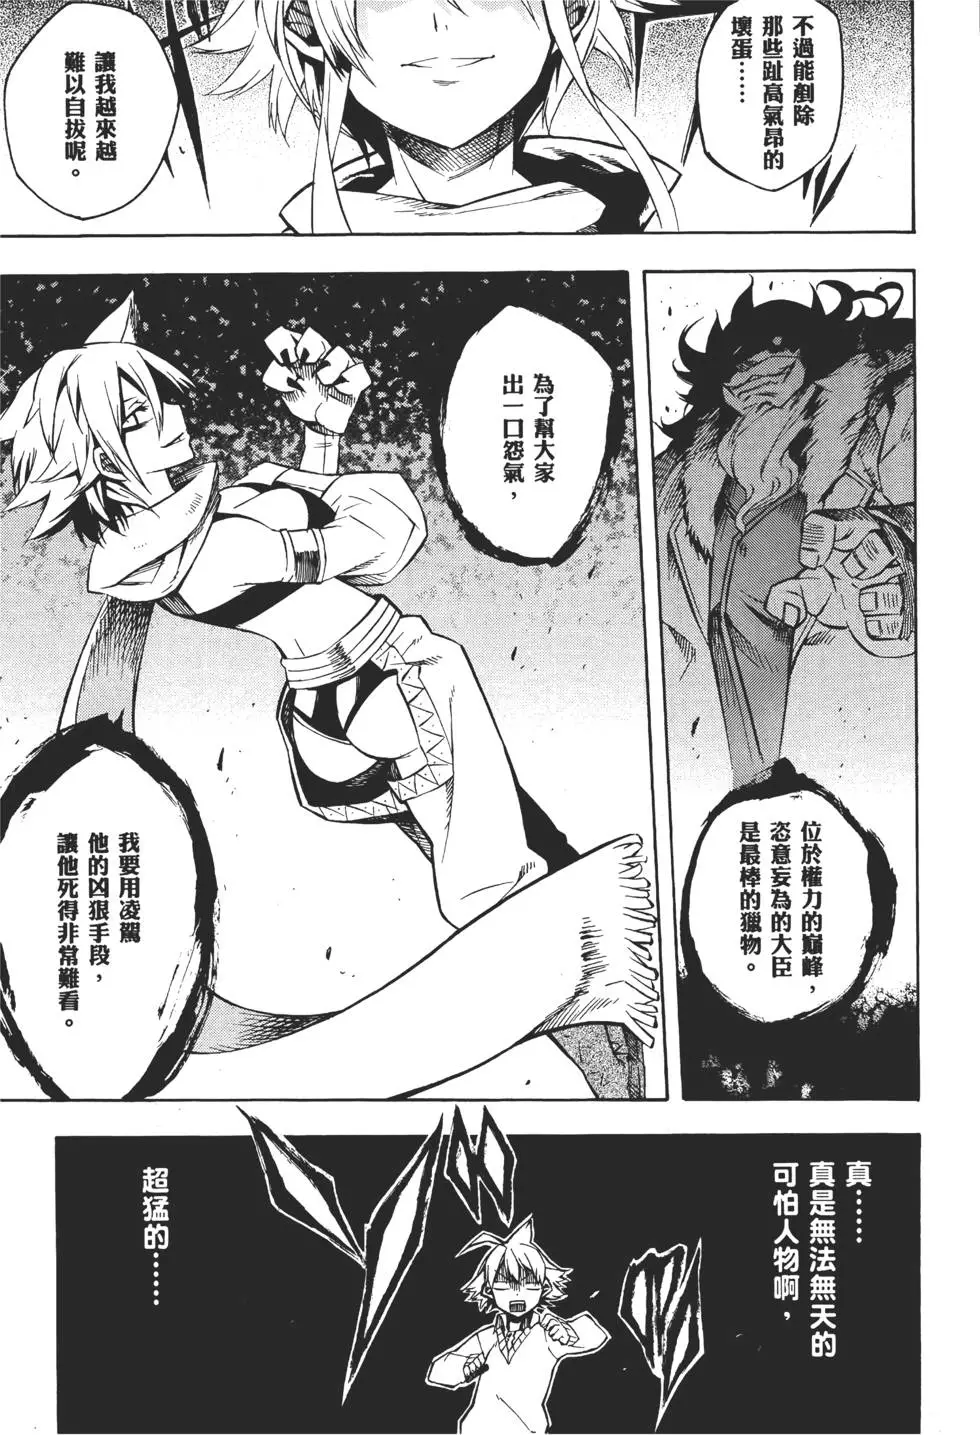 不過能剷除
那些趾高氣昂的
壞蛋……
讓我越來越
難以自拔呢。
位於權力的巔峰，
恣意妄為的大臣
是最棒的獵物。
為了幫大家
出一口怨氣，
我要用凌駕
他的凶狠手段，
讓他死得非常難看。
真……
真是無法無天的
可怕人物啊，
超猛的……